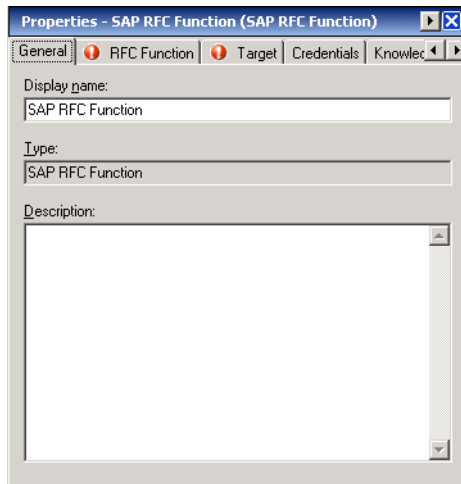 Properties - SAP RFC Function (SAP RFC Function)
General RFC Function Target Credentials Knowlec
Display name:
SAP RFC Function
Type:
SAP RFC Function
Description: